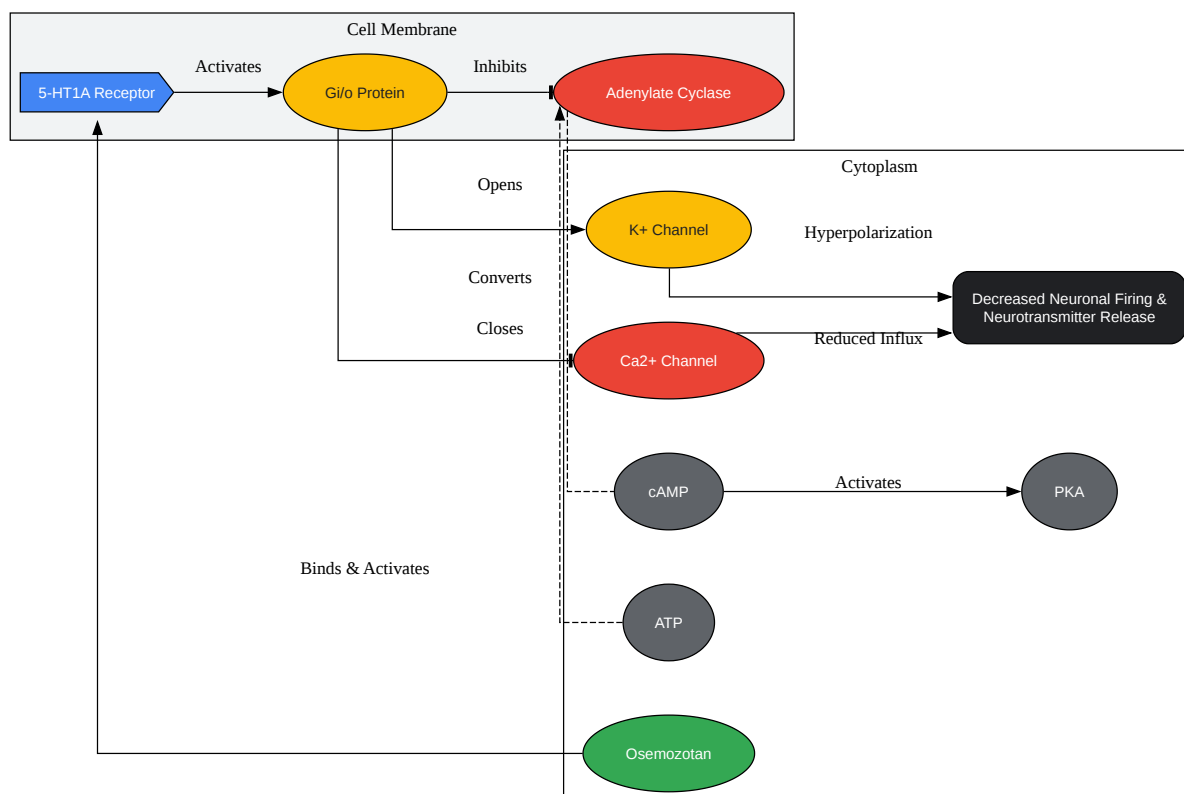 Cell Membrane
5-HT1A Receptor
Activates
Gi/o Protein
Inhibits
Adenylate Cyclase
Cytoplasm
Opens
K+ Channel
Hyperpolarization
Converts
Decreased Neuronal Firing &
Neurotransmitter Release
Closes
Reduced Influx
Ca2+ Channel
cAMP
Activates
PKA
Binds & Activates
ATP
Osemozotan